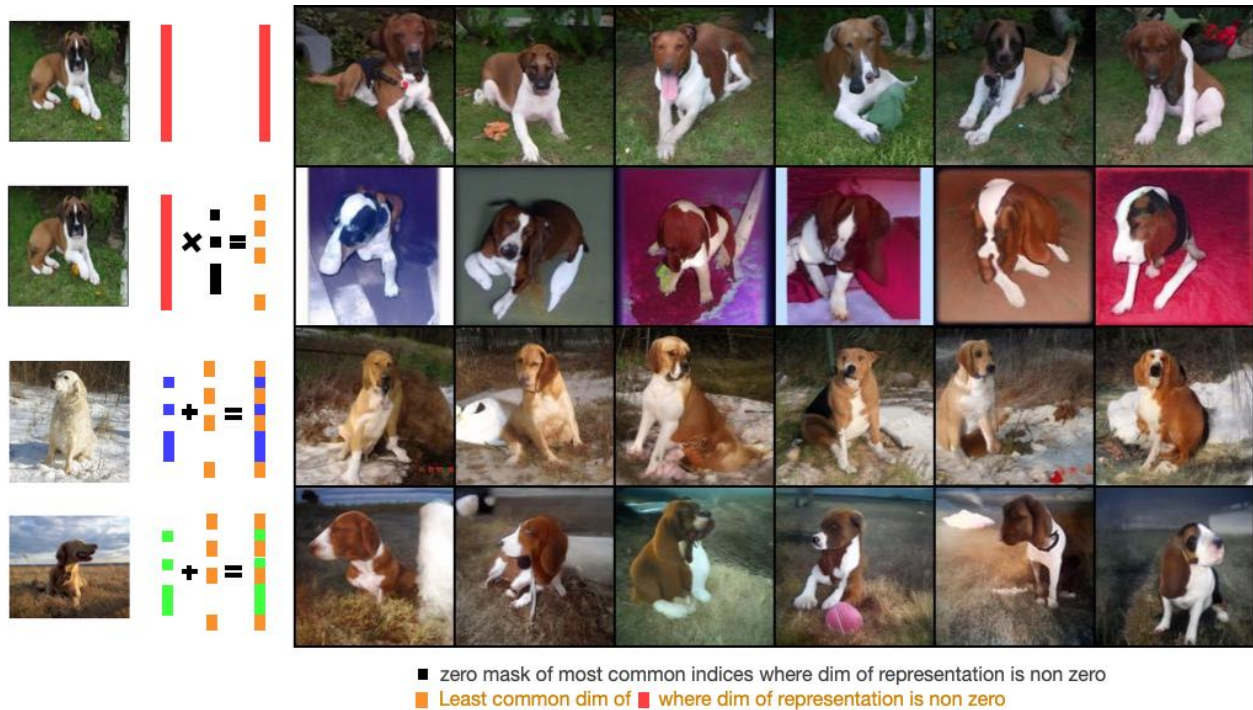 zero mask of most common indices where dim of representation is non zero
Least common dim of where dim of representation is non zero